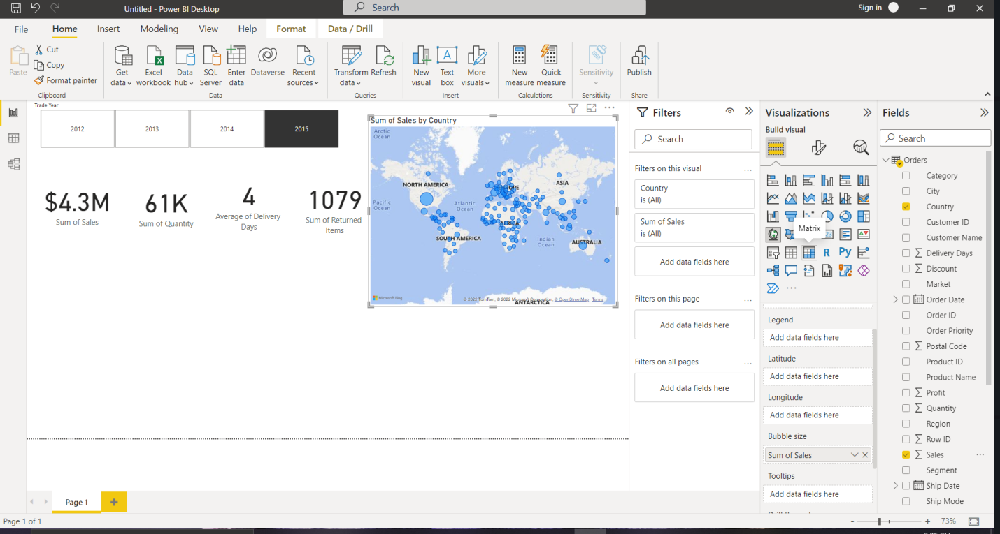 Untitled - Power BI Desktop
Search
Sign in
File
Home
Insert
Modeling
View
Help
Format
Data / Drill
Paste
Cut
Copy
Format painter
Clipboard
Get data
Excel workbook
Data hub
SQL Server
Enter data
Dataverse
Recent sources
Data
Transform data
Refresh
Queries
New visual
Text box
More visuals
Insert
New measure
Quick measure
Calculations
Sensitivity
Sensitivity
Publish
Share
Trade Year
2012
2013
2014
2015
$4.3M
Sum of Sales
61K
Sum of Quantity
4
Average of Delivery
Days
1079
Sum of Returned
Items
Sum of Sales by Country
Arctic
Ocean
NORTH AMERICA
EUROPE
ASIA
Pacific
Ocean
Atlantic
Ocean
AFRICA
SOUTH AMERICA
Indian
Ocean
AUSTRALIA
ANTARCTICA
Microsoft Bing
© 2022 TomTom, © 2022 Microsoft Corporation, © OpenStreetMap Terms
Filters
Search
Filters on this visual
...
Country
is (All)
Sum of Sales
is (All)
Add data fields here
Filters on this page
...
Add data fields here
Filters on all pages
...
Add data fields here
Visualizations
Build visual
Matrix
123
R
Py
...
Legend
Add data fields here
Latitude
Add data fields here
Longitude
Add data fields here
Bubble size
Sum of Sales
Tooltips
Add data fields here
Fields
Search
Orders
Category
City
Country
Customer ID
Customer Name
Delivery Days
Discount
Market
Order Date
Order ID
Order Priority
Postal Code
Product ID
Product Name
Profit
Quantity
Region
Row ID
Sales
Segment
Ship Date
Ship Mode
Page 1
Page 1 of 1
73%